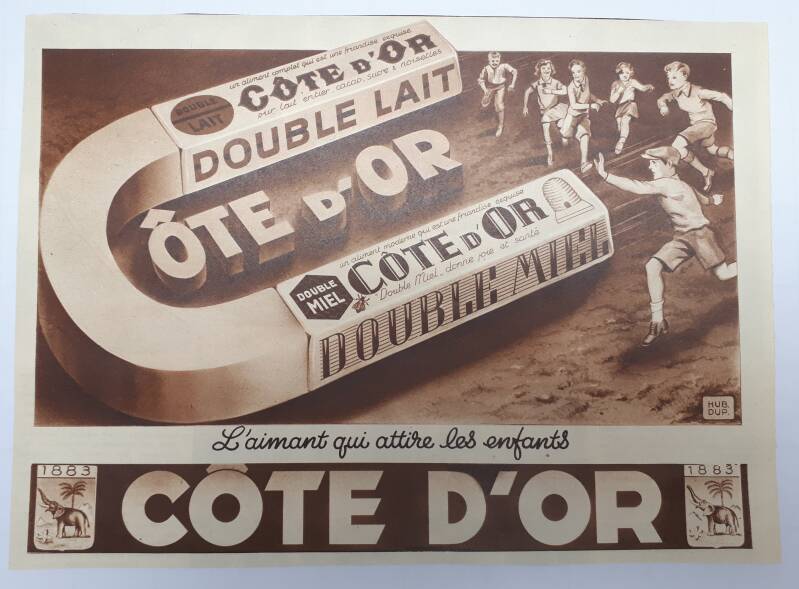 un aliment complet qui est une friandise exquise
DOUBLE
LAIT
CÔTE D'OR
pur lait entier, cacao, sucre & noisettes
DOUBLE LAIT
ÔTE D'OR
un aliment moderne qui est une friandise exquise
DOUBLE
MIEL
CÔTE D'OR
Double Miel, donne joie et santé
DOUBLE MIEL
HUB.
DUP.
L'aimant qui attire les enfants
1883
CÔTE D'OR
1883